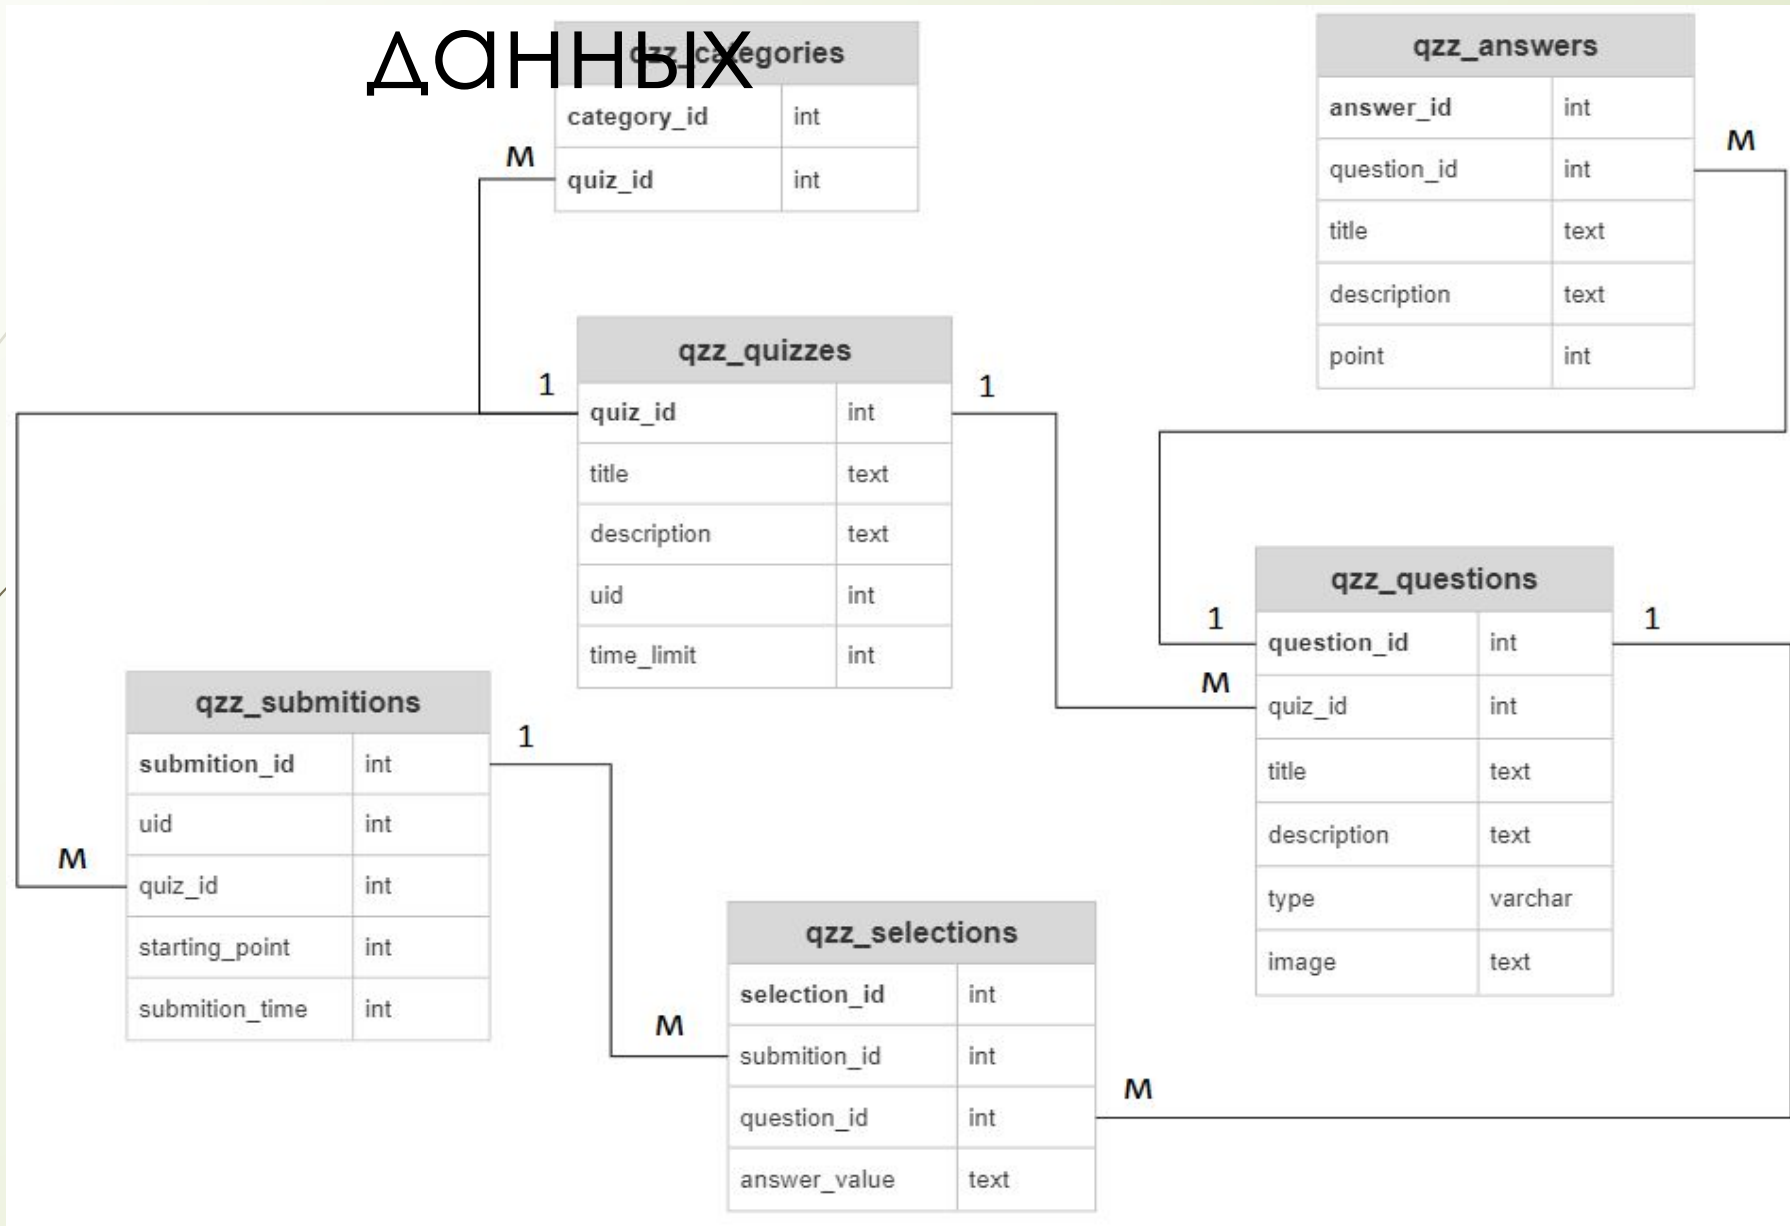 данных
qzz_categories
category_id int
M
quiz_id int
qzz_answers
answer_id int
M
question_id int
title text
description text
point int
qzz_quizzes
1
1
quiz_id int
title text
description text
uid int
time_limit int
qzz_questions
1
1
question_id int
M
quiz_id int
title text
description text
type varchar
image text
qzz_submitions
1
submition_id int
uid int
M
quiz_id int
starting_point int
submition_time int
qzz_selections
selection_id int
M
submition_id int
M
question_id int
answer_value text